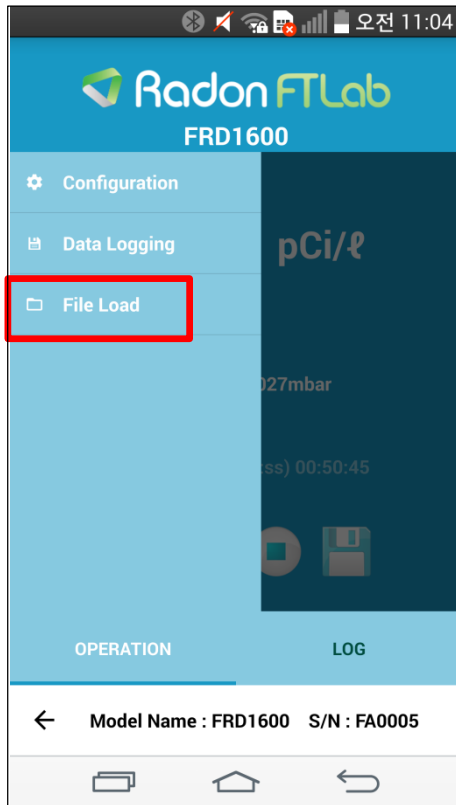 오전 11:04
Radon FTLab
FRD1600
Configuration
Data Logging
pCi/ℓ
File Load
027mbar
:ss) 00:50:45
OPERATION LOG
Model Name : FRD1600 S/N : FA0005